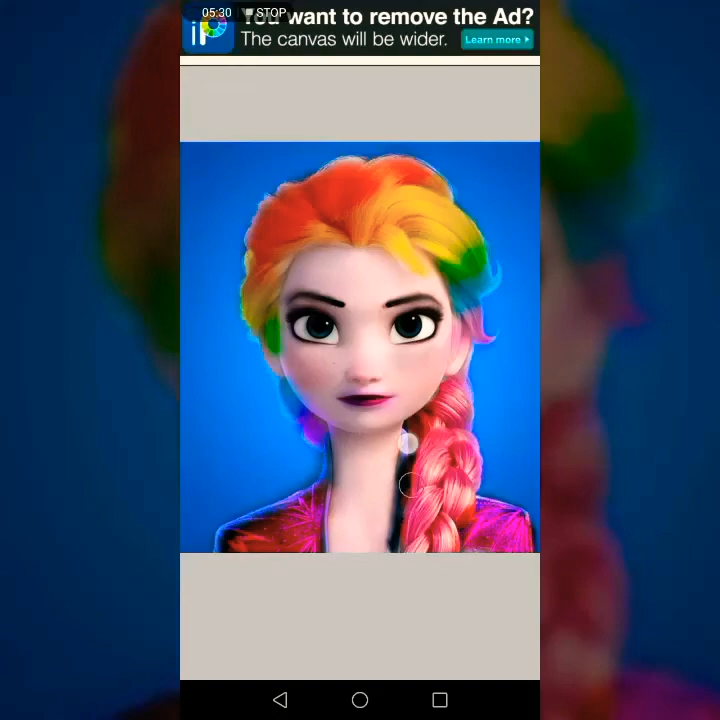 05:30 STOP
You want to remove the Ad?
The canvas will be wider.
Learn more